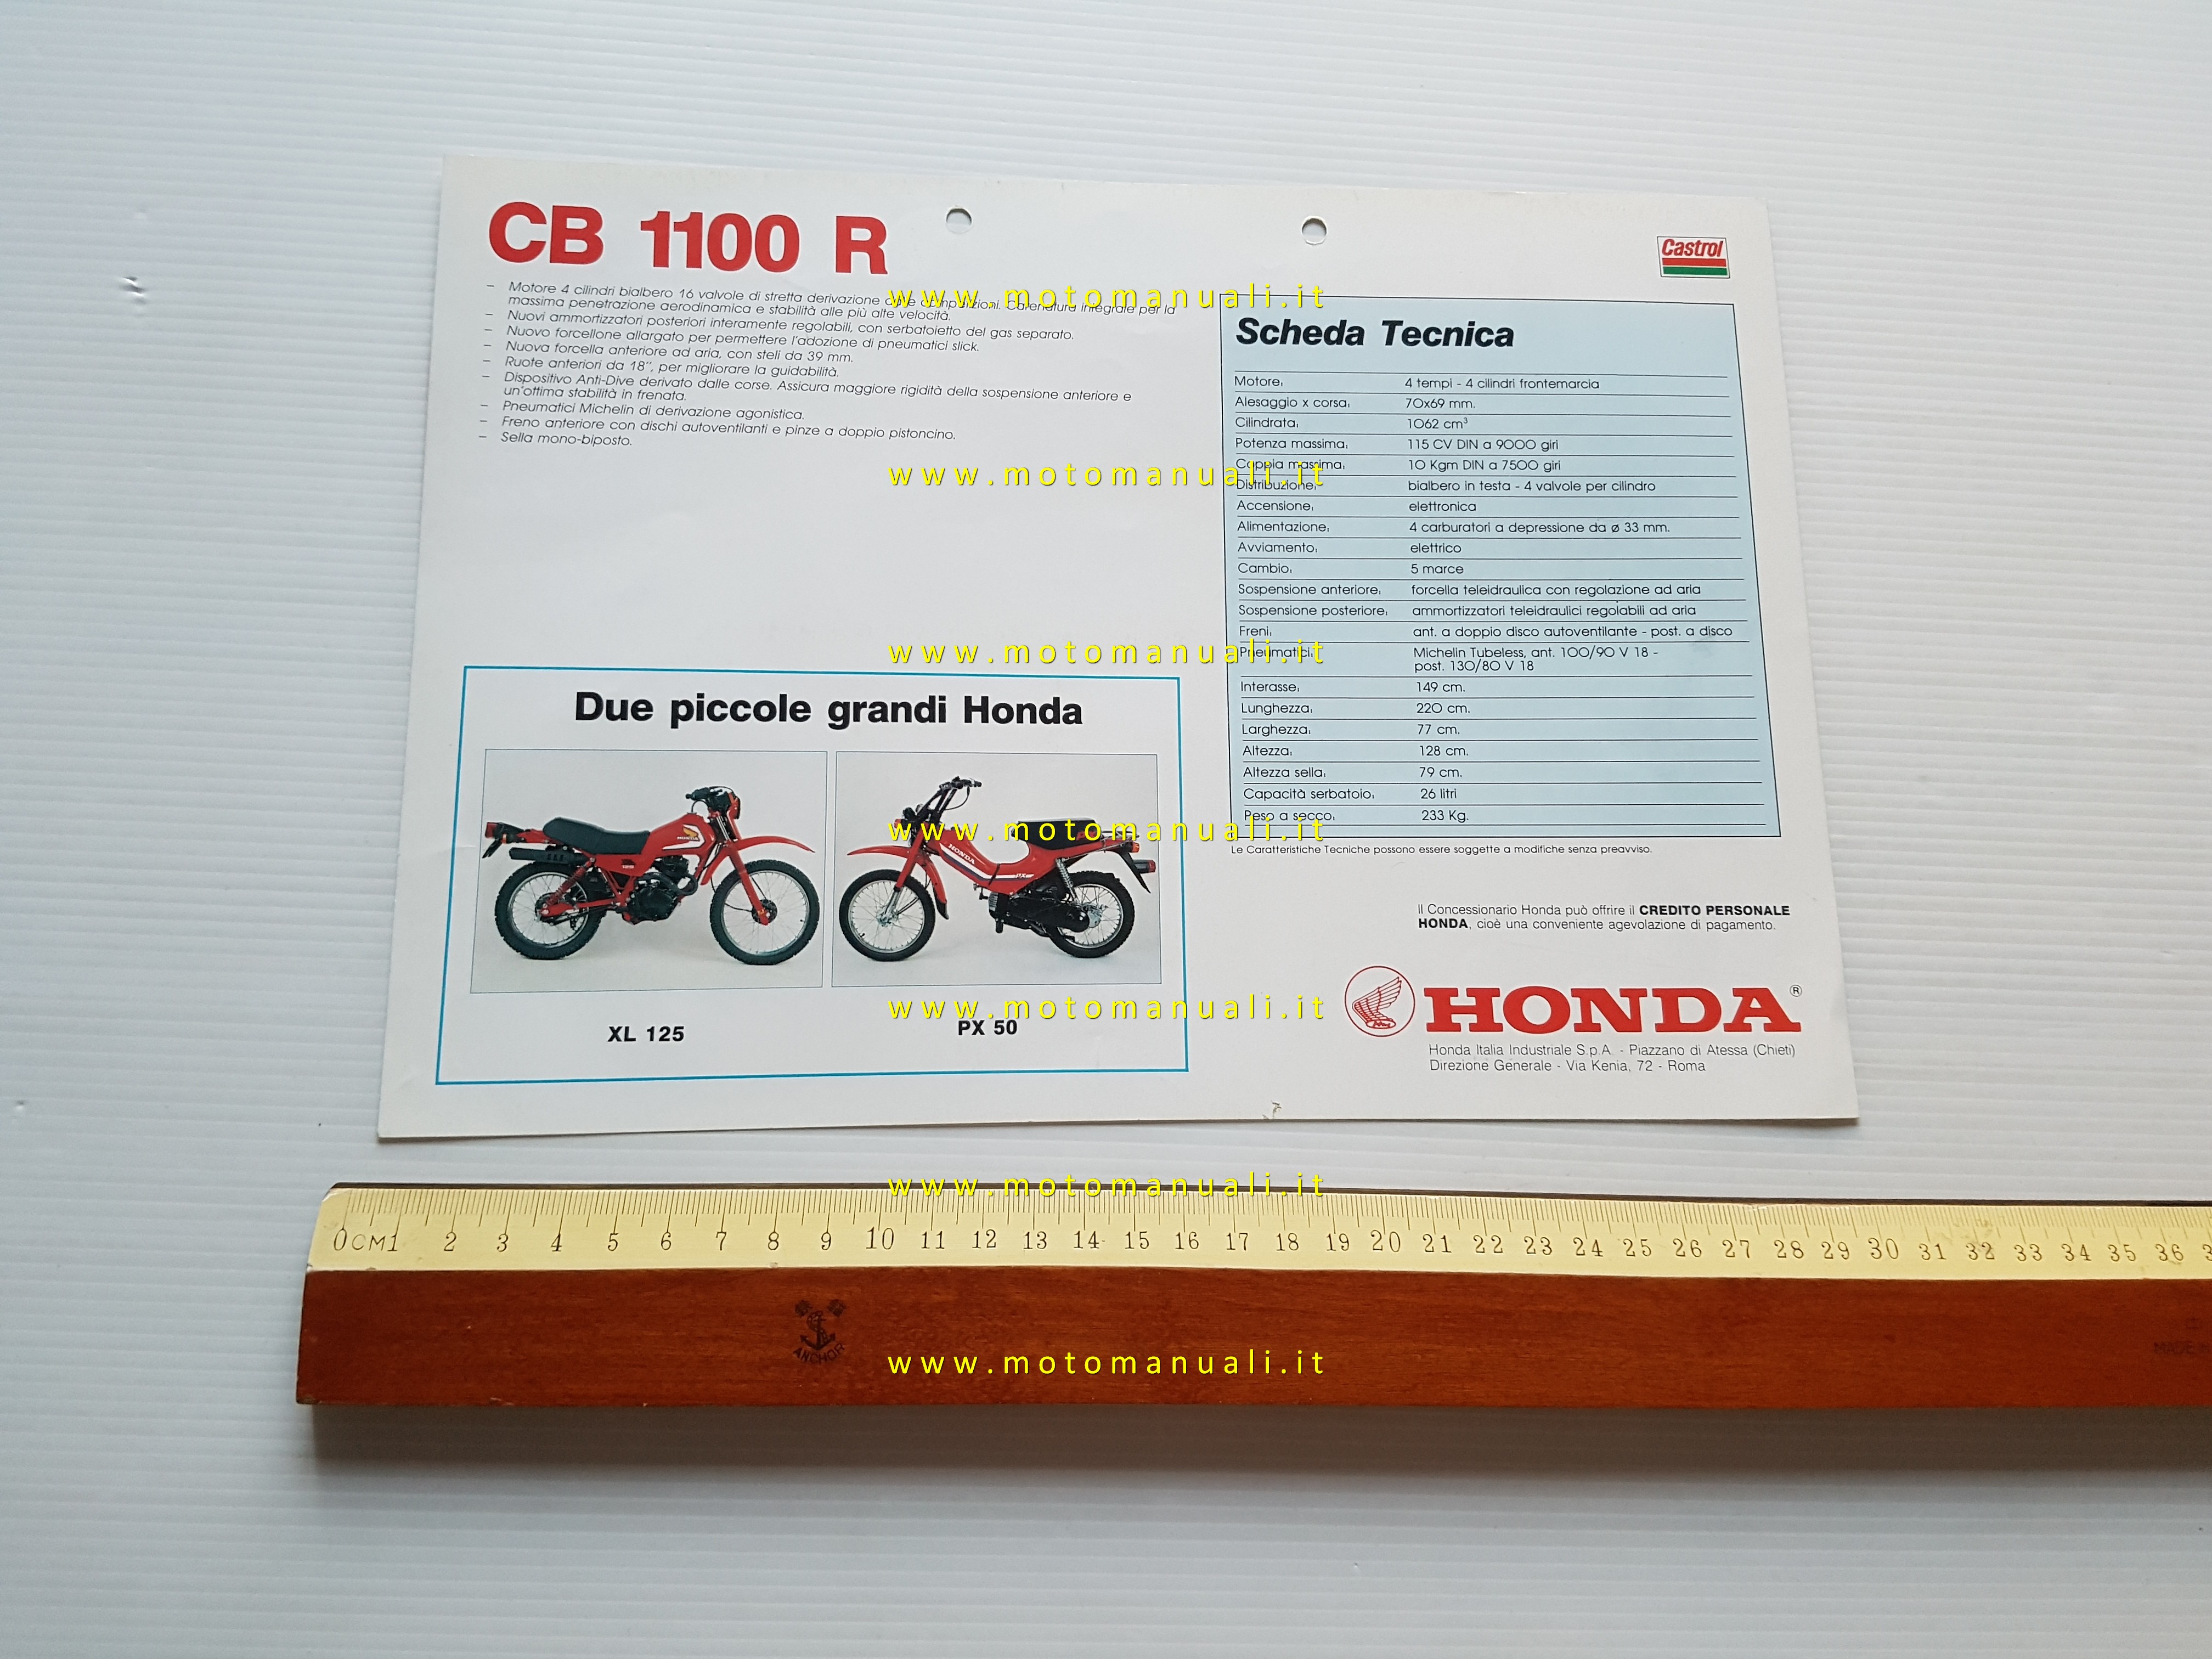 CB 1100 R
– Motore 4 cilindri bialbero 16 valvole di stretta derivazione Carenatura integrale per la
massima penetrazione aerodinamica e stabilità alle più alte velocità.
– Nuovi ammortizzatori posteriori interamente regolabili, con serbatoietto del gas separato.
– Nuovo forcellone allargato per permettere l'adozione di pneumatici slick.
– Nuova forcella anteriore ad aria, con steli da 39 mm.
– Ruote anteriori da 18", per migliorare la guidabilità.
– Dispositivo Anti-Dive derivato dalle corse. Assicura maggiore rigidità della sospensione anteriore e
un'ottima stabilità in frenata.
– Pneumatici Michelin di derivazione agonistica.
– Freno anteriore con dischi autoventilanti e pinze a doppio pistoncino.
– Sella mono-biposto.
Castrol
Scheda Tecnica
Motore: 4 tempi - 4 cilindri frontemarcia
Alesaggio x corsa: 70x69 mm.
Cilindrata: 1062 cm³
Potenza massima: 115 CV DIN a 9000 giri
Coppia massima: 10 Kgm DIN a 7500 giri
Distribuzione: bialbero in testa - 4 valvole per cilindro
Accensione: elettronica
Alimentazione: 4 carburatori a depressione da ø 33 mm.
Avviamento: elettrico
Cambio: 5 marce
Sospensione anteriore: forcella teleidraulica con regolazione ad aria
Sospensione posteriore: ammortizzatori teleidraulici regolabili ad aria
Freni: ant. a doppio disco autoventilante - post. a disco
Pneumatici: Michelin Tubeless, ant. 100/90 V 18 -
post. 130/80 V 18
Interasse: 149 cm.
Lunghezza: 220 cm.
Larghezza: 77 cm.
Altezza: 128 cm.
Altezza sella: 79 cm.
Capacità serbatoio: 26 litri
Peso a secco: 233 Kg.
Le Caratteristiche Tecniche possono essere soggette a modifiche senza preavviso.
Due piccole grandi Honda
HONDA
HONDA
PX
XL 125
PX 50
Il Concessionario Honda può offrire il CREDITO PERSONALE
HONDA, cioè una conveniente agevolazione di pagamento.
HONDA®
Honda Italia Industriale S.p.A. - Piazzano di Atessa (Chieti)
Direzione Generale - Via Kenia, 72 - Roma
www.motomanuali.it
www.motomanuali.it
www.motomanuali.it
www.motomanuali.it
www.motomanuali.it
www.motomanuali.it
www.motomanuali.it
0 CM 1 2 3 4 5 6 7 8 9 10 11 12 13 14 15 16 17 18 19 20 21 22 23 24 25 26 27 28 29 30 31 32 33 34 35 36
ANCHOR
MADE